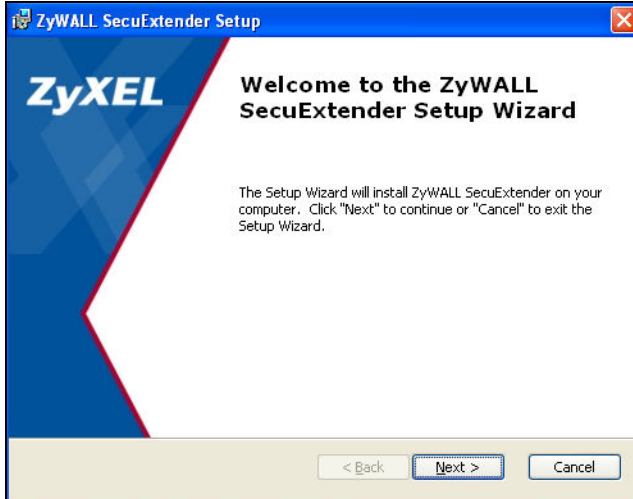 ZyWALL SecuExtender Setup
ZyXEL
Welcome to the ZyWALL
SecuExtender Setup Wizard
The Setup Wizard will install ZyWALL SecuExtender on your
computer. Click "Next" to continue or "Cancel" to exit the
Setup Wizard.
< Back
Next >
Cancel